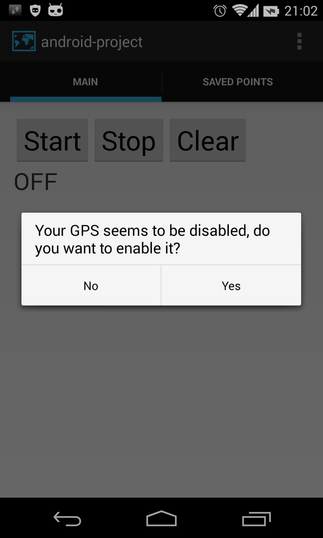 21:02
android-project
MAIN SAVED POINTS
Start Stop Clear
OFF
Your GPS seems to be disabled, do
you want to enable it?
No Yes